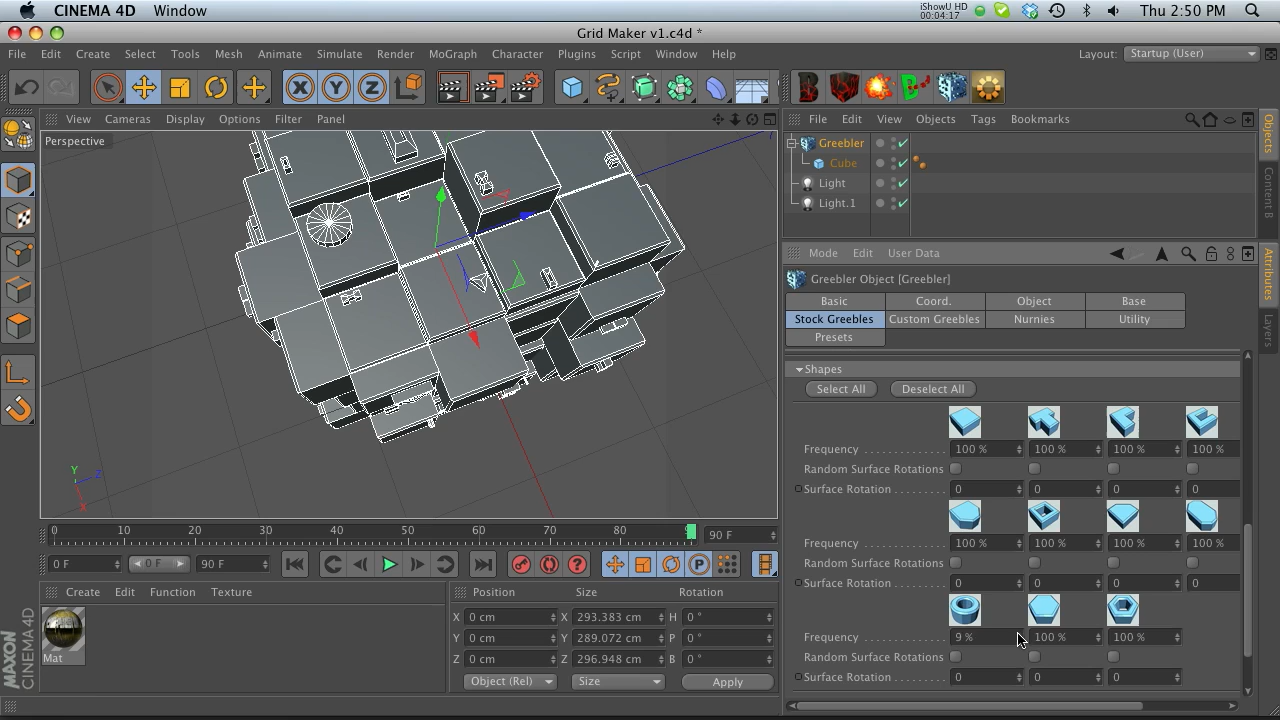 CINEMA 4D Window
iShowU HD
00:04:17
Thu 2:50 PM
Grid Maker v1.c4d *
File Edit Create Select Tools Mesh Animate Simulate Render MoGraph Character Plugins Script Window Help
Layout: Startup (User)
View Cameras Display Options Filter Panel
File Edit View Objects Tags Bookmarks
Perspective
Greebler
Cube
Light
Light.1
Objects
Content B
Mode Edit User Data
Greebler Object [Greebler]
Basic Coord. Object Base
Stock Greebles Custom Greebles Nurnies Utility
Presets
Attributes
Layers
Shapes
Select All Deselect All
Frequency 100 % 100 % 100 % 100 %
Random Surface Rotations
Surface Rotation 0 0 0 0
Frequency 100 % 100 % 100 % 100 %
Random Surface Rotations
Surface Rotation 0 0 0 0
Frequency 9 % 100 % 100 %
Random Surface Rotations
Surface Rotation 0 0 0
Y
Z
X
0 10 20 30 40 50 60 70 80
90 F
0 F 0 F 90 F
P
Create Edit Function Texture
Mat
Position Size Rotation
X 0 cm X 293.383 cm H 0 °
Y 0 cm Y 289.072 cm P 0 °
Z 0 cm Z 296.948 cm B 0 °
Object (Rel) Size Apply
MAXON
CINEMA 4D